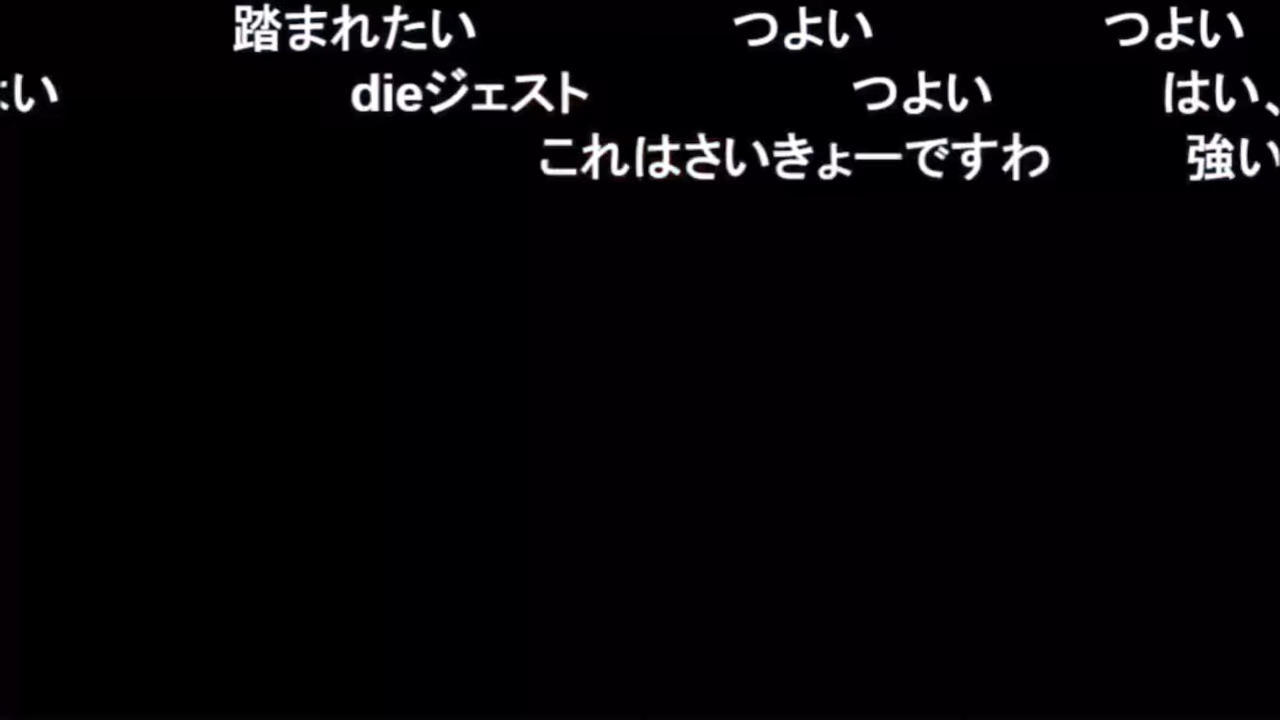 踏まれたい つよい つよい
い dieジェスト つよい はい、
これはさいきょーですわ 強い